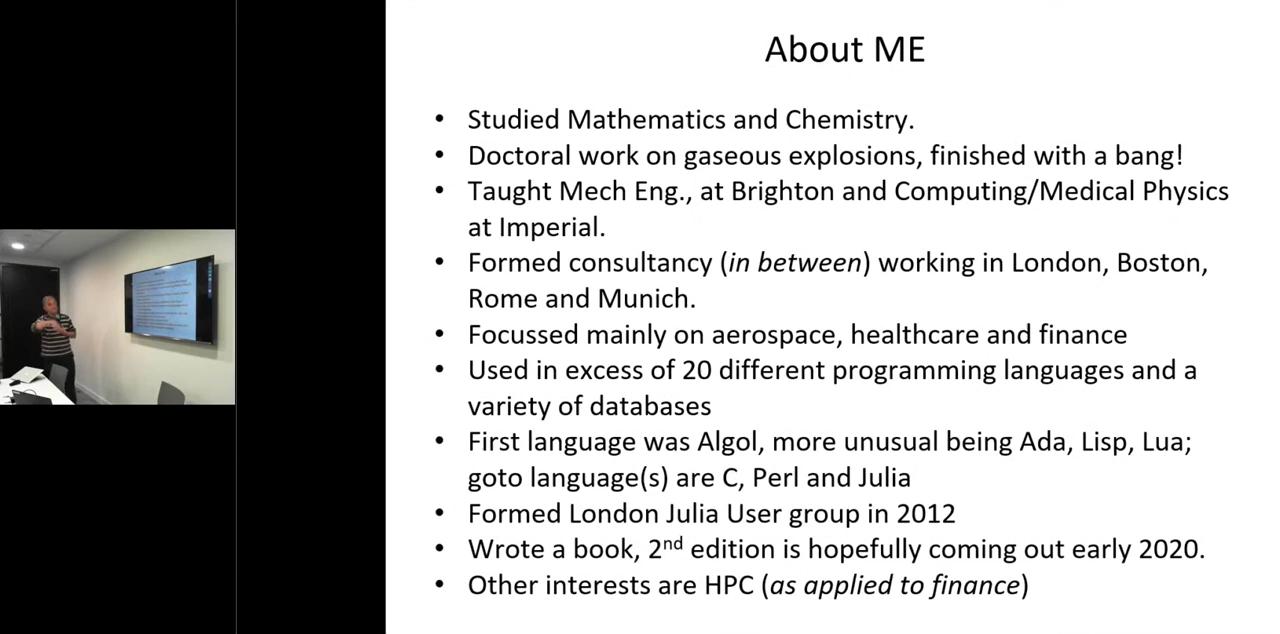 About ME
• Studied Mathematics and Chemistry.
• Doctoral work on gaseous explosions, finished with a bang!
• Taught Mech Eng., at Brighton and Computing/Medical Physics
at Imperial.
• Formed consultancy (in between) working in London, Boston,
Rome and Munich.
• Focussed mainly on aerospace, healthcare and finance
• Used in excess of 20 different programming languages and a
variety of databases
• First language was Algol, more unusual being Ada, Lisp, Lua;
goto language(s) are C, Perl and Julia
• Formed London Julia User group in 2012
• Wrote a book, 2nd edition is hopefully coming out early 2020.
• Other interests are HPC (as applied to finance)